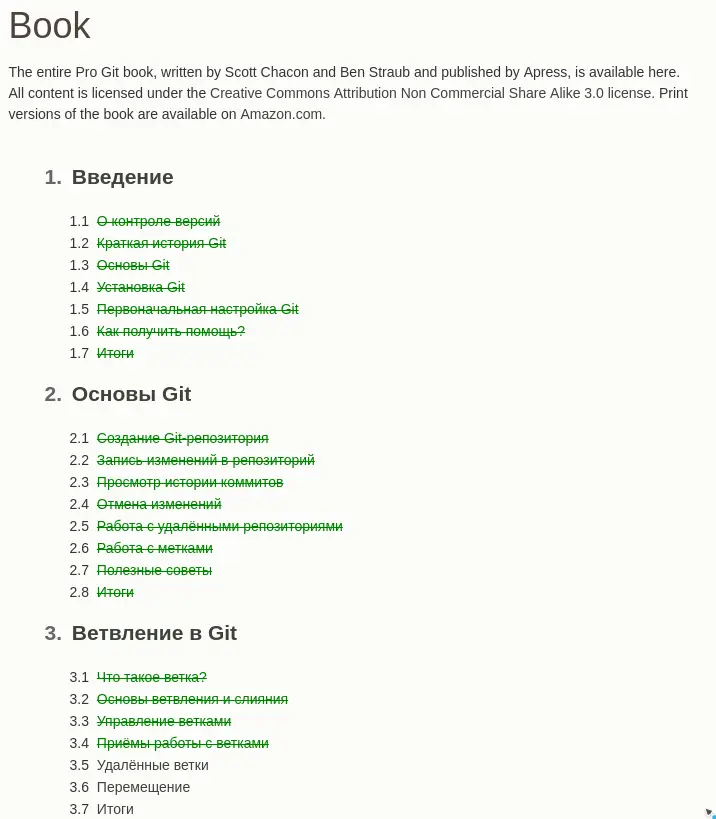 Book
The entire Pro Git book, written by Scott Chacon and Ben Straub and published by Apress, is available here.
All content is licensed under the Creative Commons Attribution Non Commercial Share Alike 3.0 license. Print
versions of the book are available on Amazon.com.
1. Введение
1.1 О контроле версий
1.2 Краткая история Git
1.3 Основы Git
1.4 Установка Git
1.5 Первоначальная настройка Git
1.6 Как получить помощь?
1.7 Итоги
2. Основы Git
2.1 Создание Git-репозитория
2.2 Запись изменений в репозиторий
2.3 Просмотр истории коммитов
2.4 Отмена изменений
2.5 Работа с удалёнными репозиториями
2.6 Работа с метками
2.7 Полезные советы
2.8 Итоги
3. Ветвление в Git
3.1 Что такое ветка?
3.2 Основы ветвления и слияния
3.3 Управление ветками
3.4 Приёмы работы с ветками
3.5 Удалённые ветки
3.6 Перемещение
3.7 Итоги